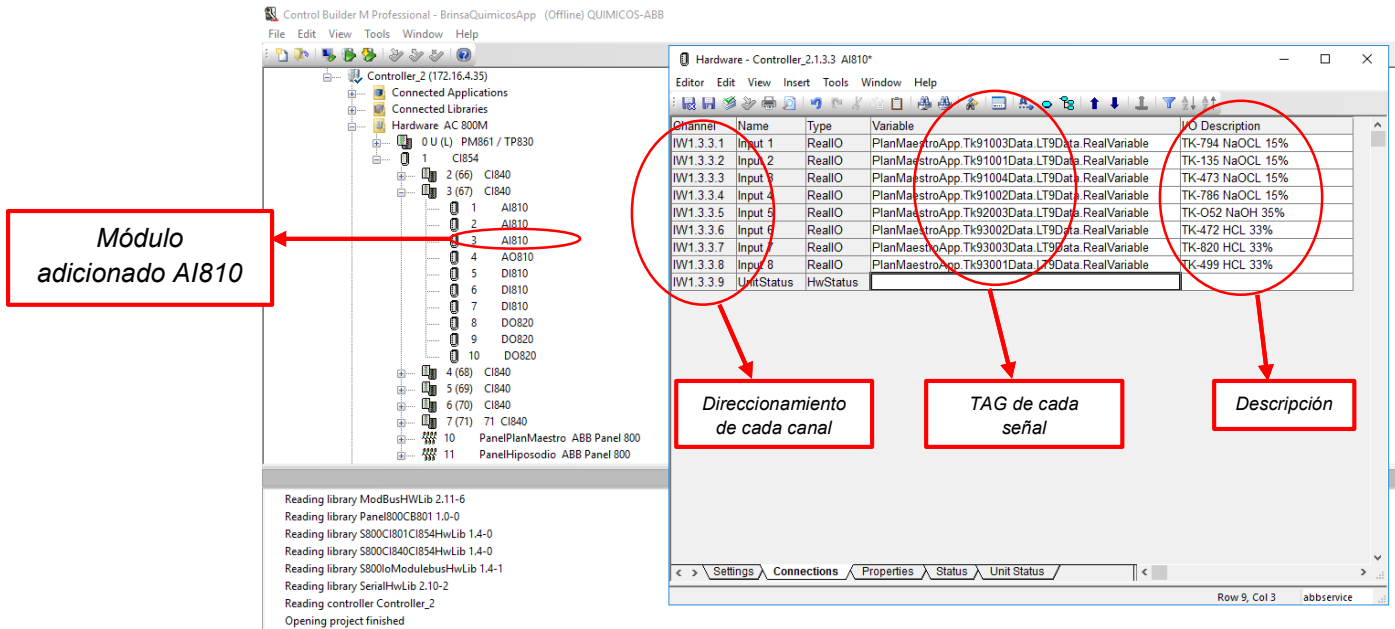 Control Builder M Professional - BrinsaQuimicosApp (Offline) QUIMICOS-ABB
File Edit View Tools Window Help
Controller_2 (172.16.4.35)
Connected Applications
Connected Libraries
Hardware AC 800M
0 U (L) PM861 / TP830
1 CI854
2 (66) CI840
3 (67) CI840
1 AI810
2 AI810
3 AI810
4 AO810
5 DI810
6 DI810
7 DI810
8 DO820
9 DO820
10 DO820
4 (68) CI840
5 (69) CI840
6 (70) CI840
7 (71) 71 CI840
10 PanelPlanMaestro ABB Panel 800
11 PanelHiposodio ABB Panel 800
Módulo
adicionado AI810
Reading library ModBusHWLib 2.11-6
Reading library Panel800CB801 1.0-0
Reading library S800CI801CI854HwLib 1.4-0
Reading library S800CI840CI854HwLib 1.4-0
Reading library S800IoModulebusHwLib 1.4-1
Reading library SerialHwLib 2.10-2
Reading controller Controller_2
Opening project finished
Hardware - Controller_2.1.3.3 AI810*
Editor Edit View Insert Tools Window Help
Channel Name Type Variable I/O Description
IW1.3.3.1 Input 1 RealIO PlanMaestroApp.Tk91003Data.LT9Data.RealVariable TK-794 NaOCL 15%
IW1.3.3.2 Input 2 RealIO PlanMaestroApp.Tk91001Data.LT9Data.RealVariable TK-135 NaOCL 15%
IW1.3.3.3 Input 3 RealIO PlanMaestroApp.Tk91004Data.LT9Data.RealVariable TK-473 NaOCL 15%
IW1.3.3.4 Input 4 RealIO PlanMaestroApp.Tk91002Data.LT9Data.RealVariable TK-786 NaOCL 15%
IW1.3.3.5 Input 5 RealIO PlanMaestroApp.Tk92003Data.LT9Data.RealVariable TK-O52 NaOH 35%
IW1.3.3.6 Input 6 RealIO PlanMaestroApp.Tk93002Data.LT9Data.RealVariable TK-472 HCL 33%
IW1.3.3.7 Input 7 RealIO PlanMaestroApp.Tk93003Data.LT9Data.RealVariable TK-820 HCL 33%
IW1.3.3.8 Input 8 RealIO PlanMaestroApp.Tk93001Data.LT9Data.RealVariable TK-499 HCL 33%
IW1.3.3.9 UnitStatus HwStatus
Direccionamiento
de cada canal
TAG de cada
señal
Descripción
Settings Connections Properties Status Unit Status
Row 9, Col 3 abbservice